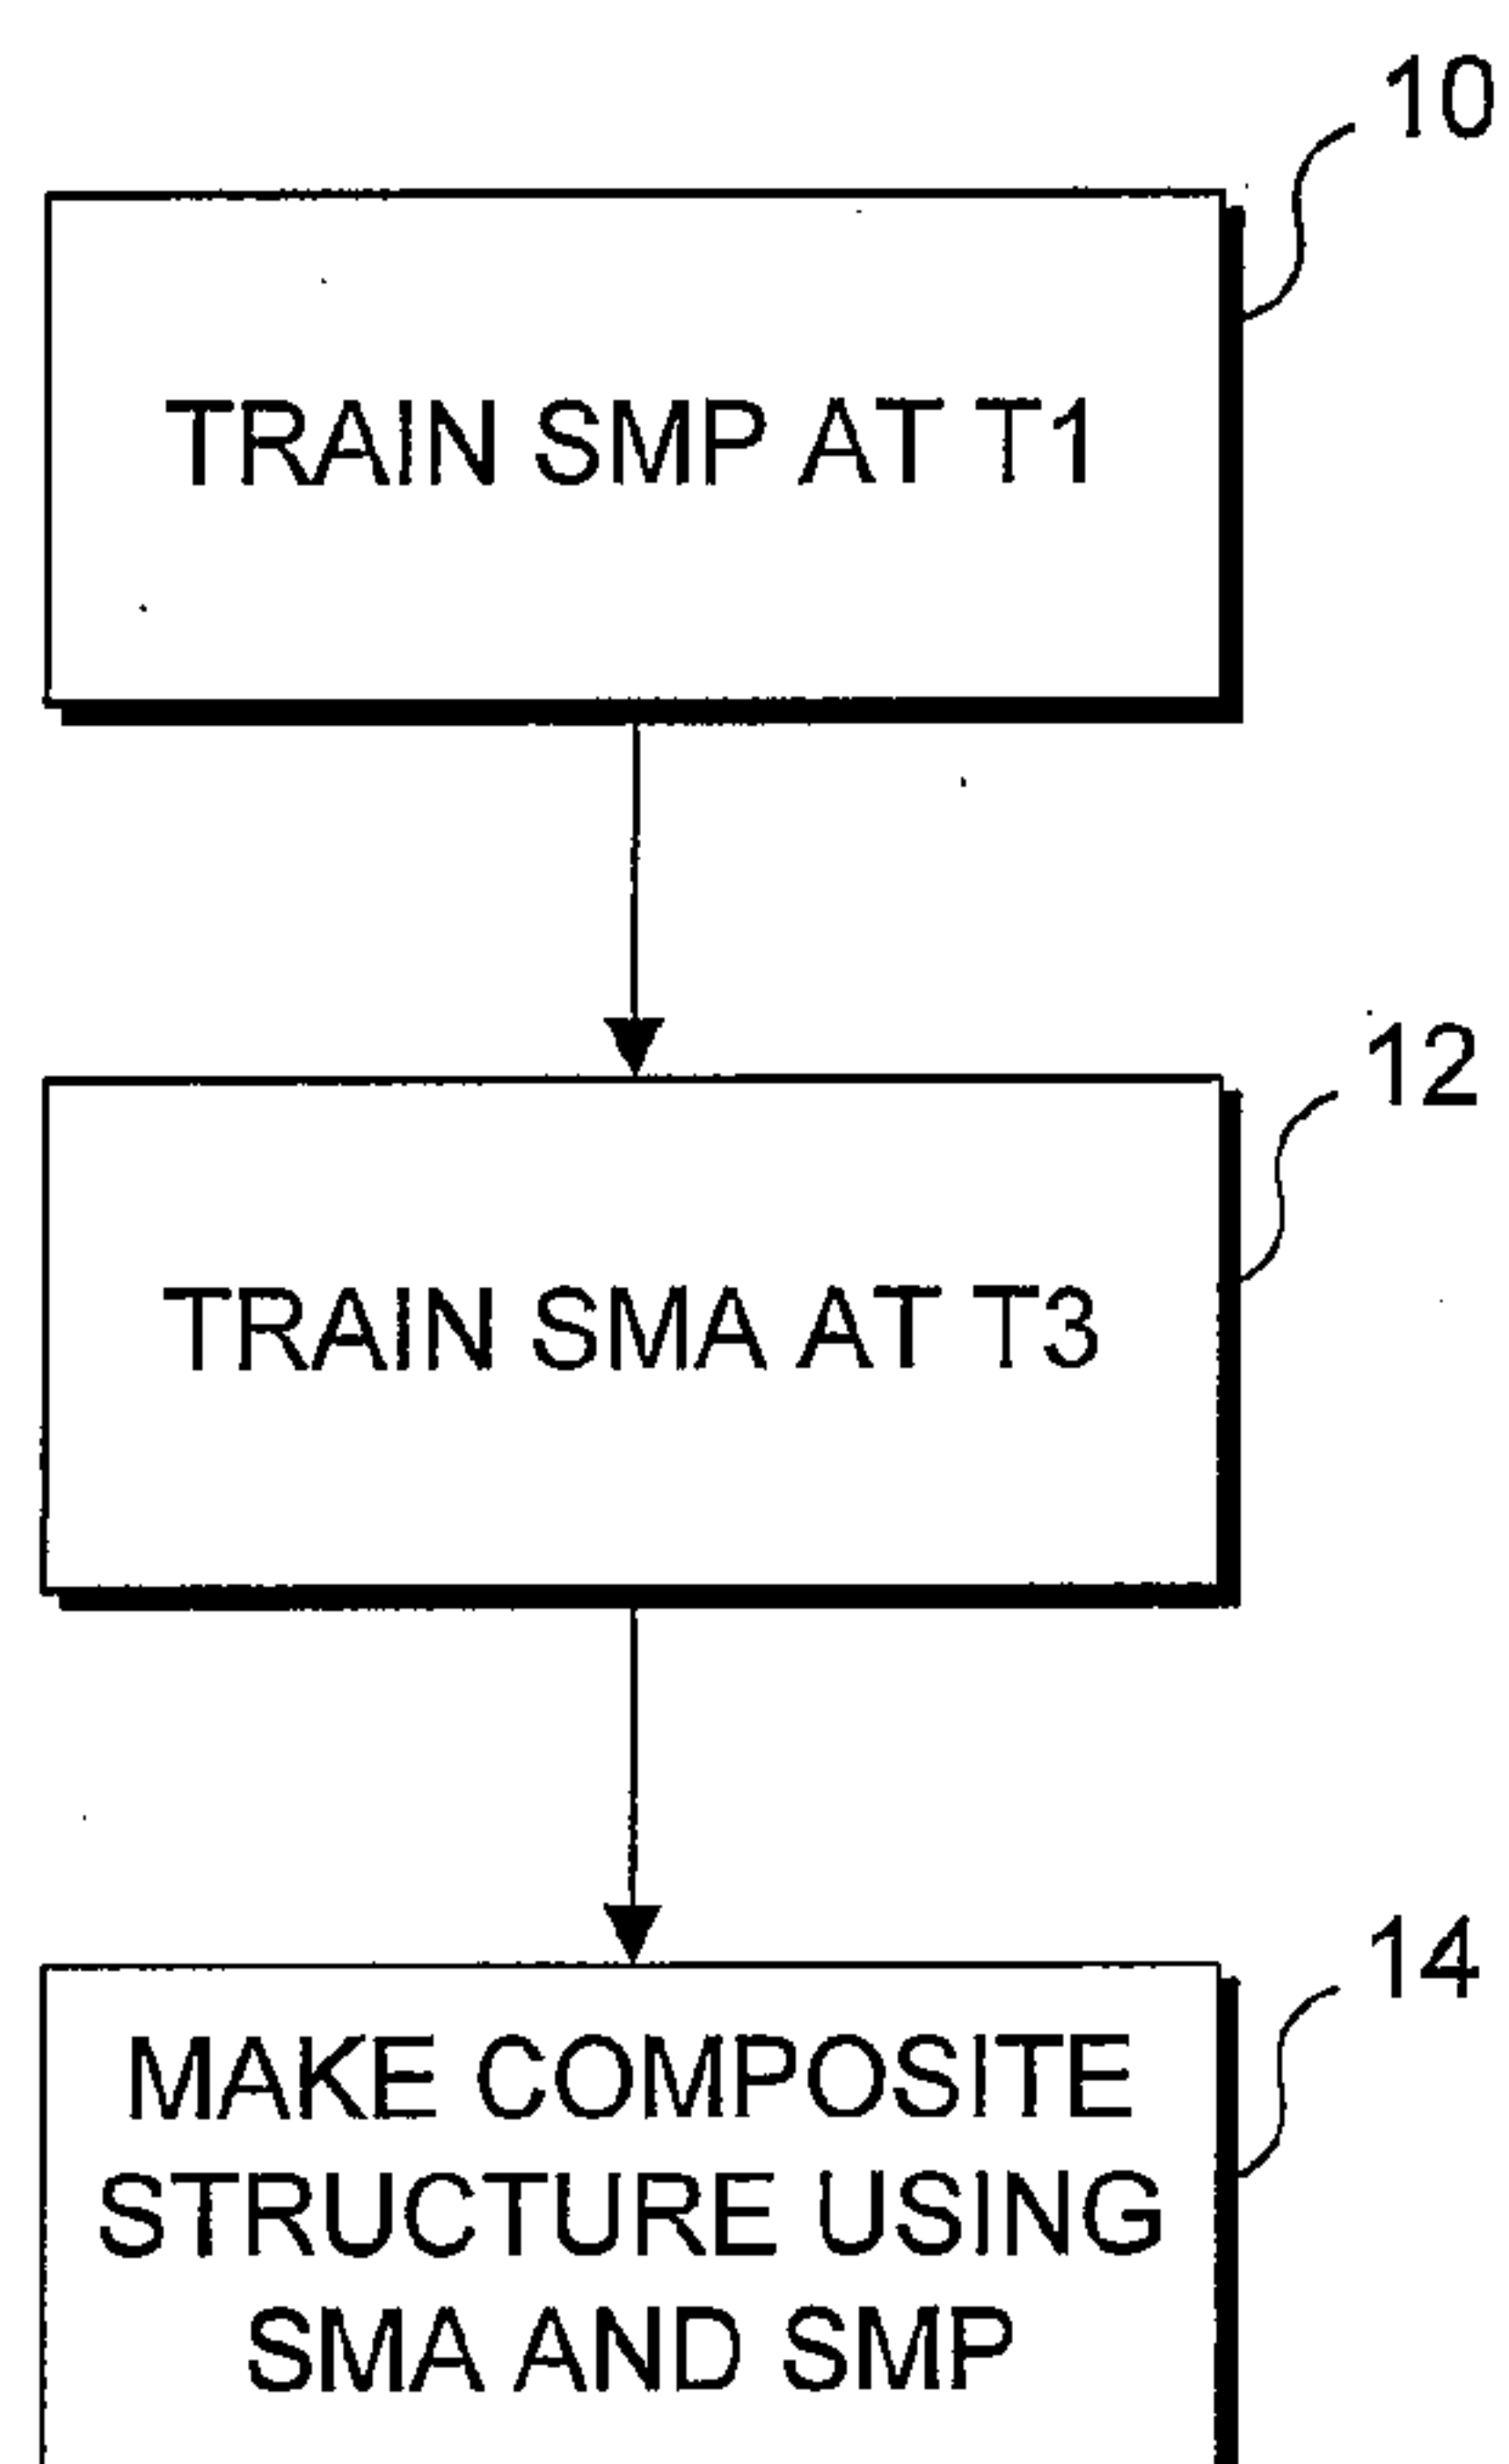 10
TRAIN SMP AT T1
12
TRAIN SMA AT T3
14
MAKE COMPOSITE
STRUCTURE USING
SMA AND SMP